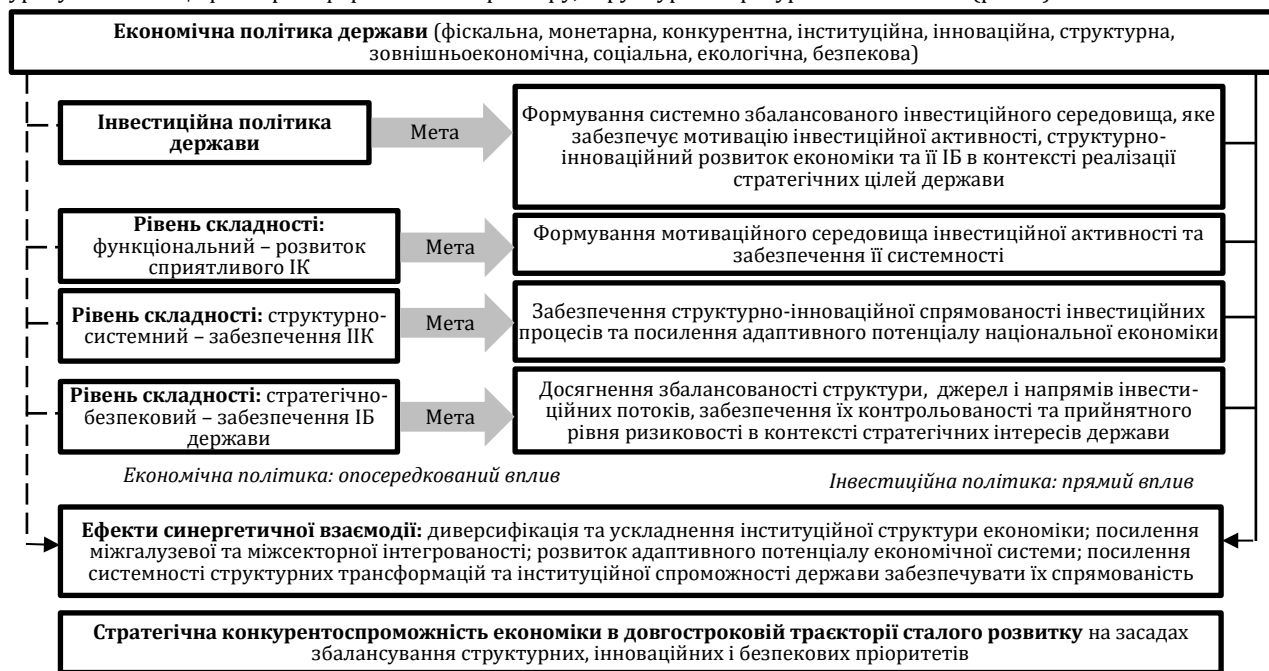 Економічна політика держави (фіскальна, монетарна, конкурентна, інституційна, інноваційна, структурна,
зовнішньоекономічна, соціальна, екологічна, безпекова)
Інвестиційна політика
держави
Мета
Формування системно збалансованого інвестиційного середовища, яке
забезпечує мотивацію інвестиційної активності, структурно-
інноваційний розвиток економіки та її ІБ в контексті реалізації
стратегічних цілей держави
Рівень складності:
функціональний – розвиток
сприятливого ІК
Мета
Формування мотиваційного середовища інвестиційної активності та
забезпечення її системності
Рівень складності: структурно-
системний – забезпечення ІІК
Мета
Забезпечення структурно-інноваційної спрямованості інвестиційних
процесів та посилення адаптивного потенціалу національної економіки
Рівень складності: стратегічно-
безпековий – забезпечення ІБ
держави
Мета
Досягнення збалансованості структури, джерел і напрямів інвести-
ційних потоків, забезпечення їх контрольованості та прийнятного
рівня ризиковості в контексті стратегічних інтересів держави
Економічна політика: опосередкований вплив
Інвестиційна політика: прямий вплив
Ефекти синергетичної взаємодії: диверсифікація та ускладнення інституційної структури економіки; посилення
міжгалузевої та міжсекторної інтегрованості; розвиток адаптивного потенціалу економічної системи; посилення
системності структурних трансформацій та інституційної спроможності держави забезпечувати їх спрямованість
Стратегічна конкурентоспроможність економіки в довгостроковій траєкторії сталого розвитку на засадах
збалансування структурних, інноваційних і безпекових пріоритетів